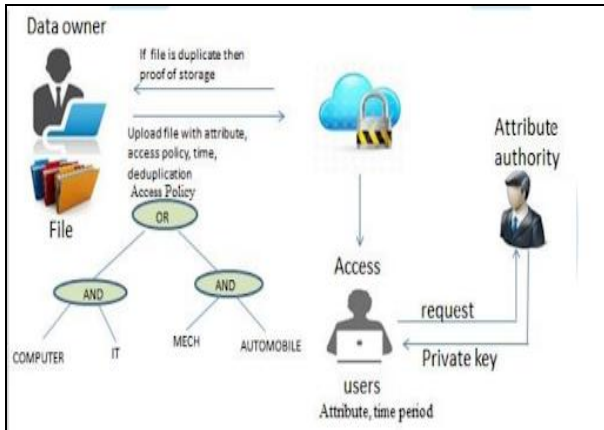 Data owner
If file is duplicate then
proof of storage
Upload file with attribute,
access policy, time,
deduplication
Access Policy
File
OR
AND
AND
COMPUTER
IT
MECH
AUTOMOBILE
Attribute
authority
Access
request
Private key
users
Attribute, time period